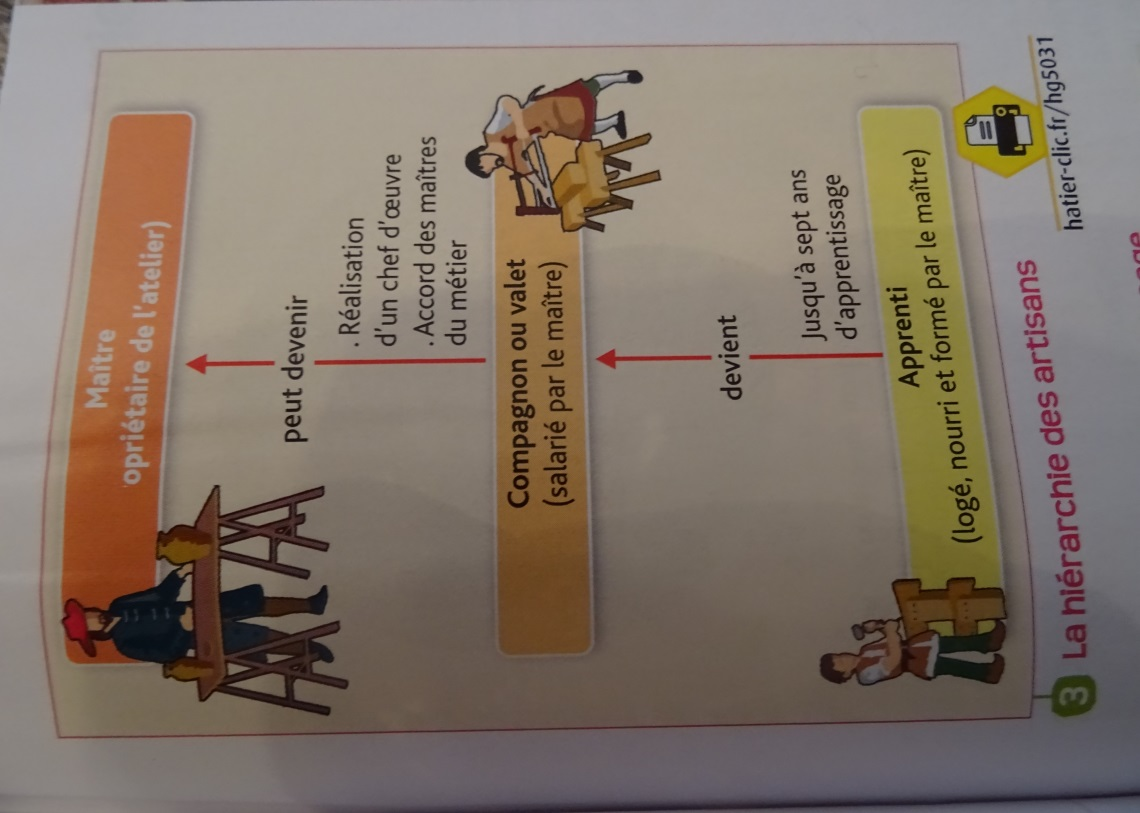 Maître
opriétaire de l'atelier)
peut devenir
. Réalisation
d'un chef d'œuvre
. Accord des maîtres
du métier
Compagnon ou valet
(salarié par le maître)
devient
Jusqu'à sept ans
d'apprentissage
Apprenti
(logé, nourri et formé par le maître)
3 La hiérarchie des artisans
hatier-clic.fr/hg5031